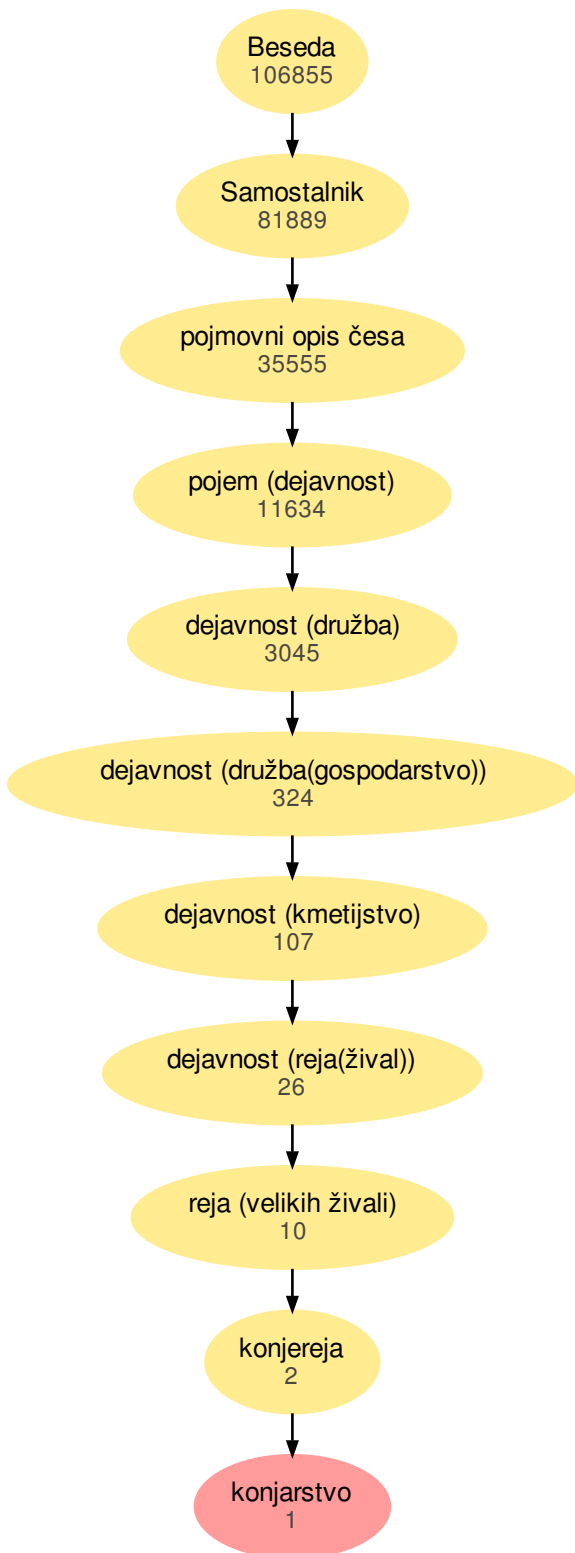 Beseda
106855
Samostalnik
81889
pojmovni opis česa
35555
pojem (dejavnost)
11634
dejavnost (družba)
3045
dejavnost (družba(gospodarstvo))
324
dejavnost (kmetijstvo)
107
dejavnost (reja(žival))
26
reja (velikih živali)
10
konjereja
2
konjarstvo
1